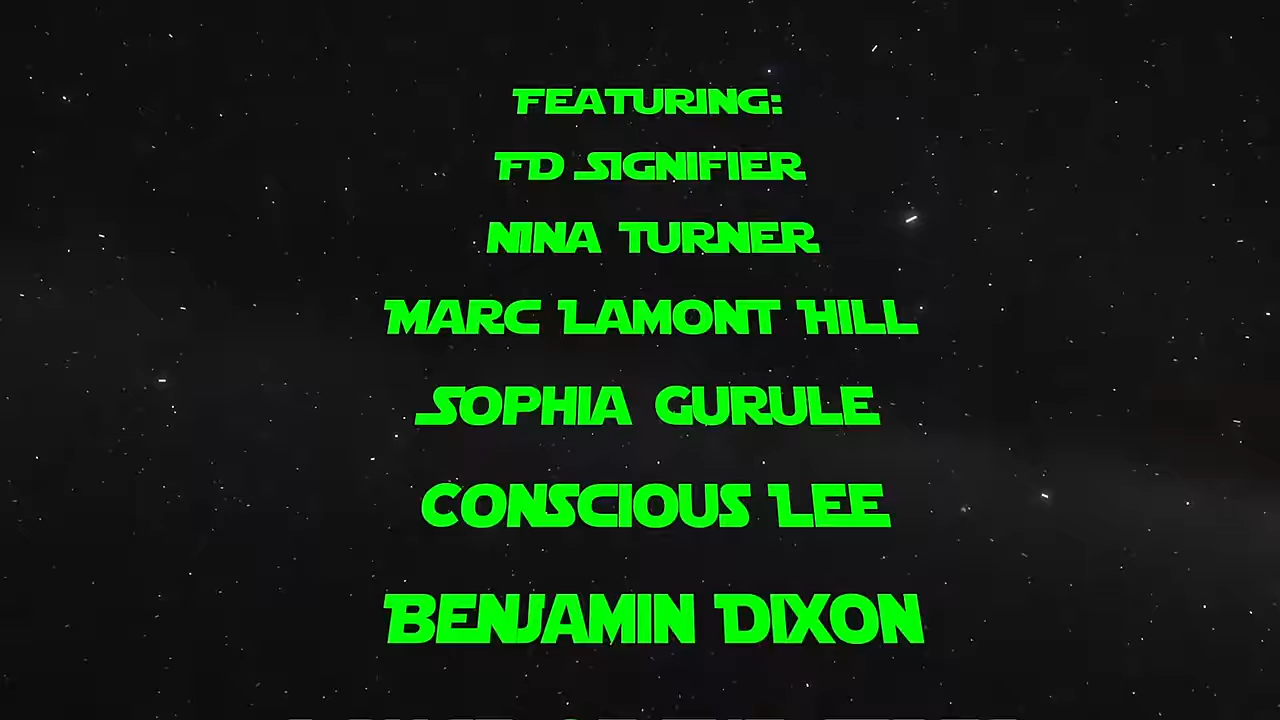 Featuring:
FD Signifier
Nina Turner
Marc Lamont Hill
Sophia Gurule
Conscious Lee
Benjamin Dixon